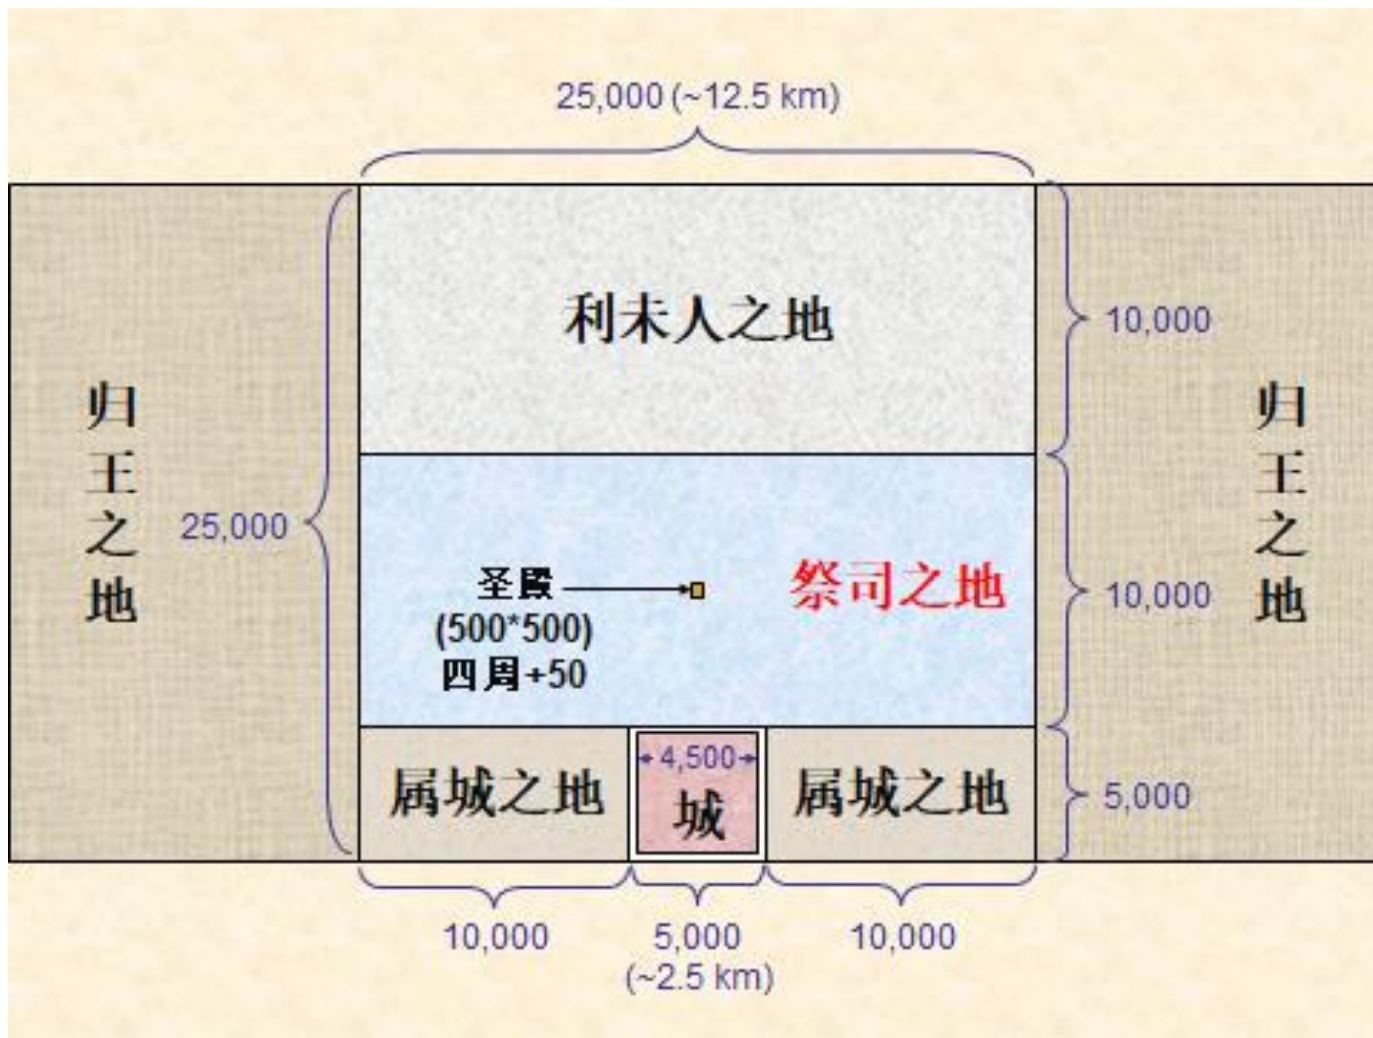 25,000 (~12.5 km)
利未人之地
10,000
归王之地
25,000
归王之地
圣殿
(500*500)
四周+50
祭司之地
10,000
属城之地
4,500
城
属城之地
5,000
10,000
5,000
(~2.5 km)
10,000